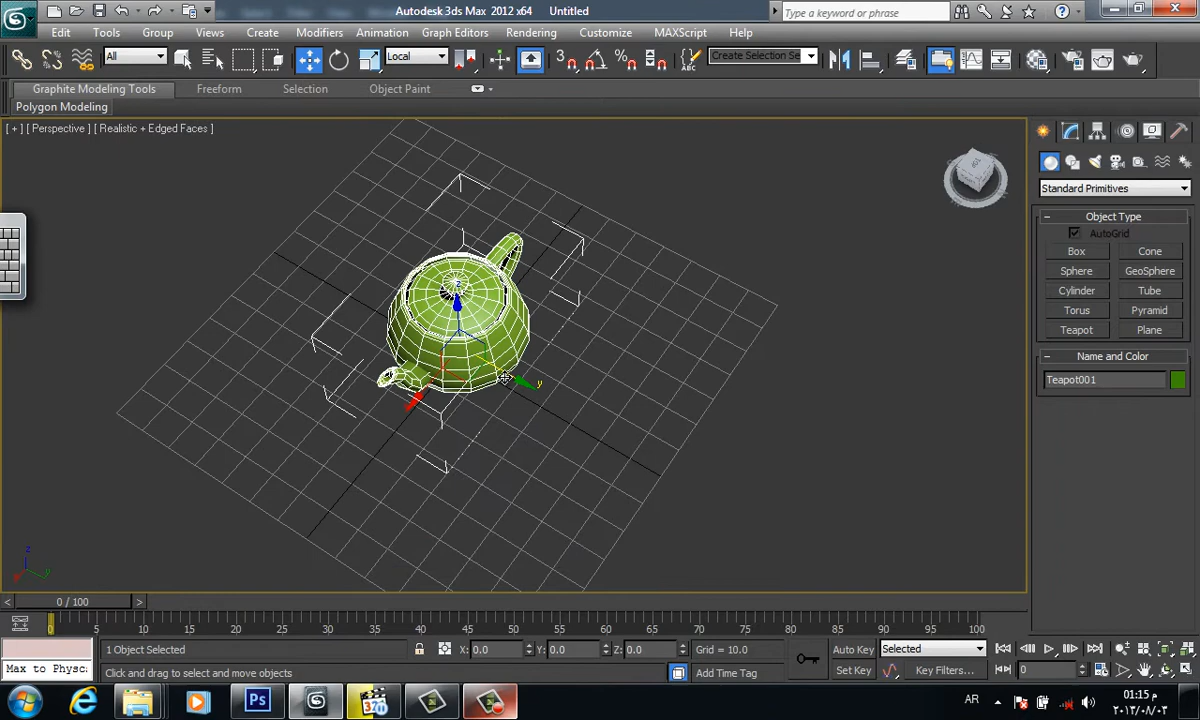 Autodesk 3ds Max 2012 x64 Untitled
Type a keyword or phrase
Edit Tools Group Views Create Modifiers Animation Graph Editors Rendering Customize MAXScript Help
All Local 3 Create Selection Se
Graphite Modeling Tools Freeform Selection Object Paint
Polygon Modeling
[ + ] [ Perspective ] [ Realistic + Edged Faces ]
Standard Primitives
Object Type
AutoGrid
Box Cone
Sphere GeoSphere
Cylinder Tube
Torus Pyramid
Teapot Plane
Name and Color
Teapot001
z
y
z
y
0 / 100
0 5 10 15 20 25 30 35 40 45 50 55 60 65 70 75 80 85 90 95 100
1 Object Selected X: 0.0 Y: 0.0 Z: 0.0 Grid = 10.0 Auto Key Selected
Max to Physc. Click and drag to select and move objects Add Time Tag Set Key Key Filters... 0
Ps 3 AR
01:15 م
٢٠١٣/٠٨/٠٣